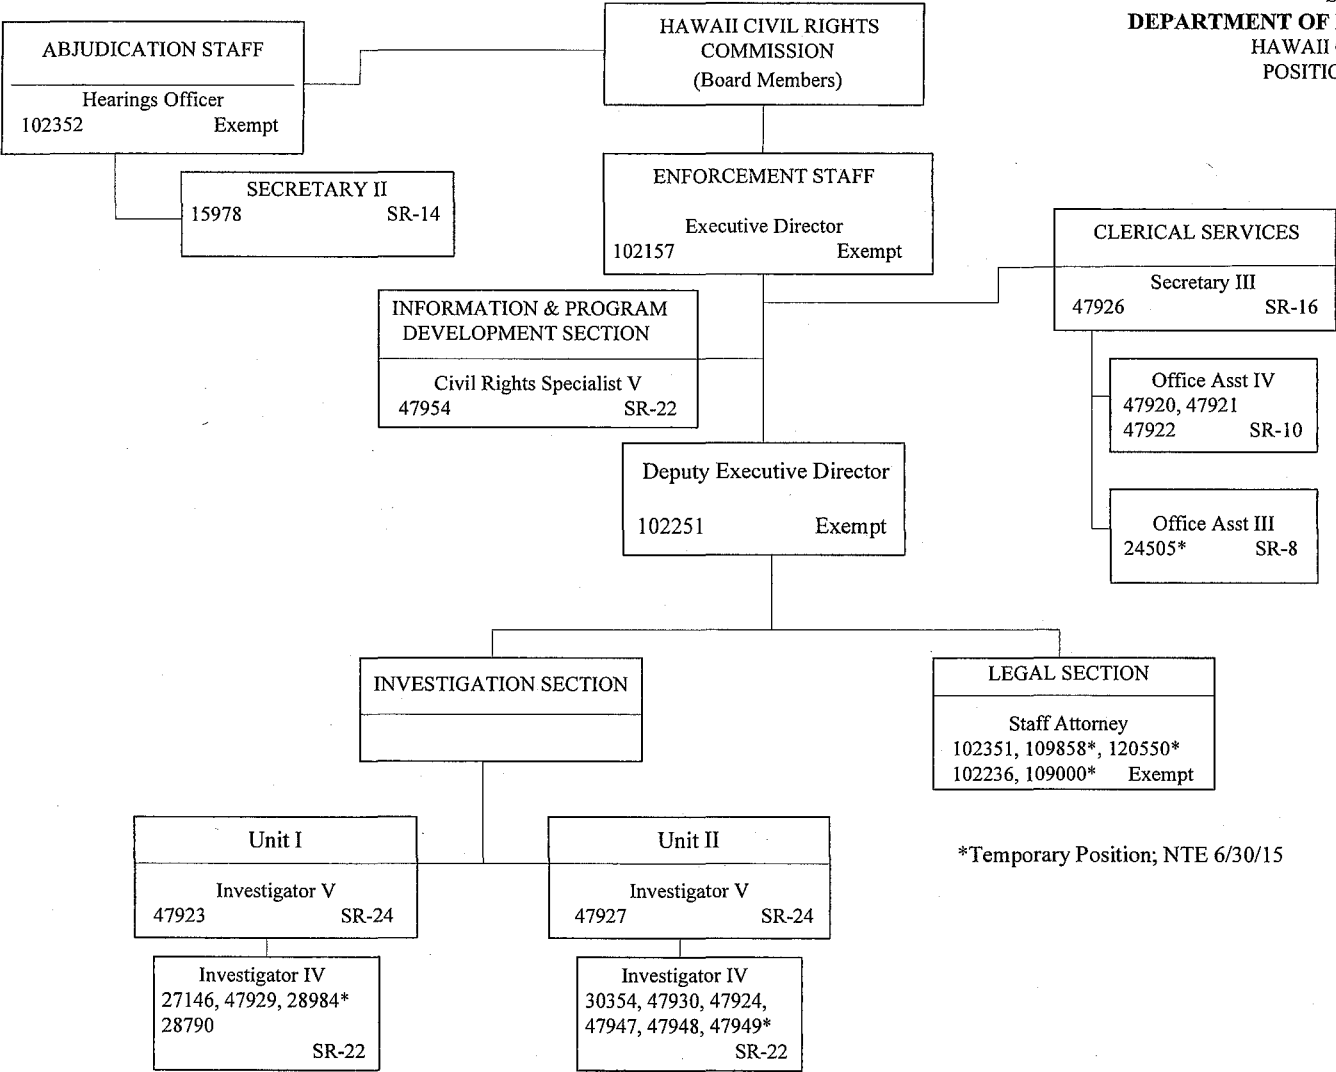 DEPARTMENT OF
HAWAII
POSITIO
ABJUDICATION STAFF
Hearings Officer
102352 Exempt
HAWAII CIVIL RIGHTS
COMMISSION
(Board Members)
SECRETARY II
15978 SR-14
ENFORCEMENT STAFF
Executive Director
102157 Exempt
CLERICAL SERVICES
Secretary III
47926 SR-16
INFORMATION & PROGRAM
DEVELOPMENT SECTION
Civil Rights Specialist V
47954 SR-22
Office Asst IV
47920, 47921
47922 SR-10
Deputy Executive Director
102251 Exempt
Office Asst III
24505* SR-8
INVESTIGATION SECTION
LEGAL SECTION
Staff Attorney
102351, 109858*, 120550*
102236, 109000* Exempt
Unit I
Investigator V
47923 SR-24
Unit II
Investigator V
47927 SR-24
*Temporary Position; NTE 6/30/15
Investigator IV
27146, 47929, 28984*
28790
SR-22
Investigator IV
30354, 47930, 47924,
47947, 47948, 47949*
SR-22